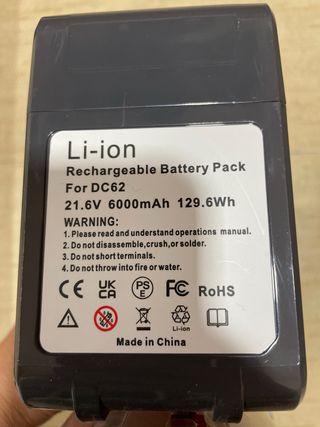 Li-ion
Rechargeable Battery Pack
For DC62
21.6V 6000mAh 129.6Wh
WARNING:
1. Please read and understand operations manual.
2. Do not disassemble,crush,or solder.
3. Do not short terminals.
4. Do not throw into fire or water.
CE UK CA PS E FC RoHS
Li-ion
Made in China